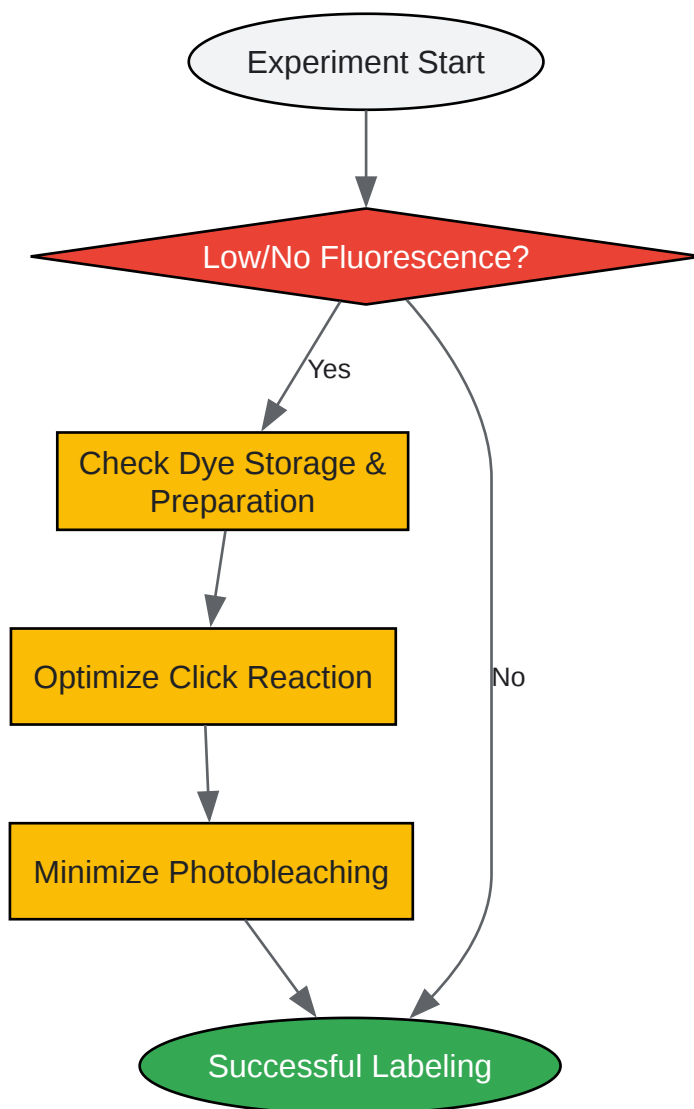 Experiment Start
Low/No Fluorescence?
Yes
Check Dye Storage &
Preparation
Optimize Click Reaction
No
Minimize Photobleaching
Successful Labeling